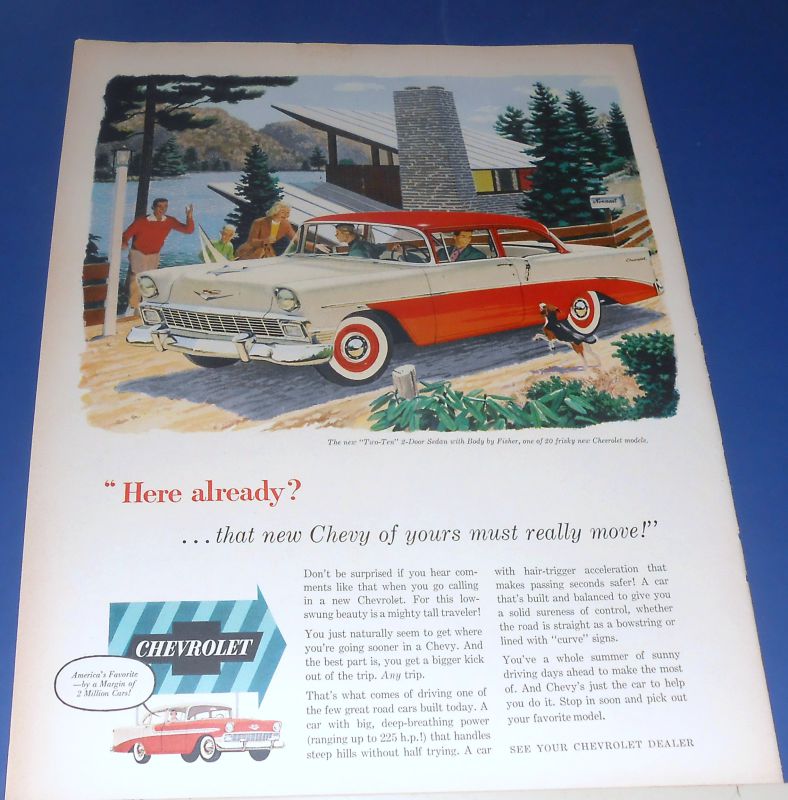 The new "Two-Ten" 2-Door Sedan with Body by Fisher, one of 20 frisky new Chevrolet models.
"Here already?
...that new Chevy of yours must really move!"
Don't be surprised if you hear com-
ments like that when you go calling
in a new Chevrolet. For this low-
swung beauty is a mighty tall traveler!
You just naturally seem to get where
you're going sooner in a Chevy. And
the best part is, you get a bigger kick
out of the trip. Any trip.
That's what comes of driving one of
the few great road cars built today. A
car with big, deep-breathing power
(ranging up to 225 h.p.!) that handles
steep hills without half trying. A car
with hair-trigger acceleration that
makes passing seconds safer! A car
that's built and balanced to give you
a solid sureness of control, whether
the road is straight as a bowstring or
lined with "curve" signs.
You've a whole summer of sunny
driving days ahead to make the most
of. And Chevy's just the car to help
you do it. Stop in soon and pick out
your favorite model.
SEE YOUR CHEVROLET DEALER
CHEVROLET
America's Favorite
—by a Margin of
2 Million Cars!